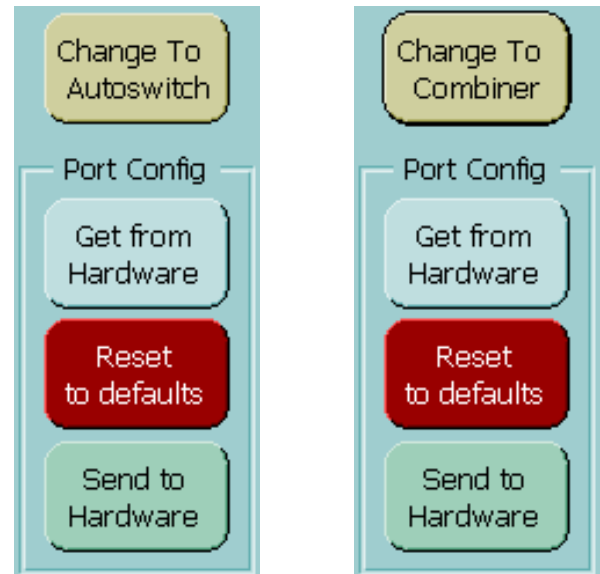 Change To
Autoswitch
Port Config
Get from
Hardware
Reset
to defaults
Send to
Hardware
Change To
Combiner
Port Config
Get from
Hardware
Reset
to defaults
Send to
Hardware